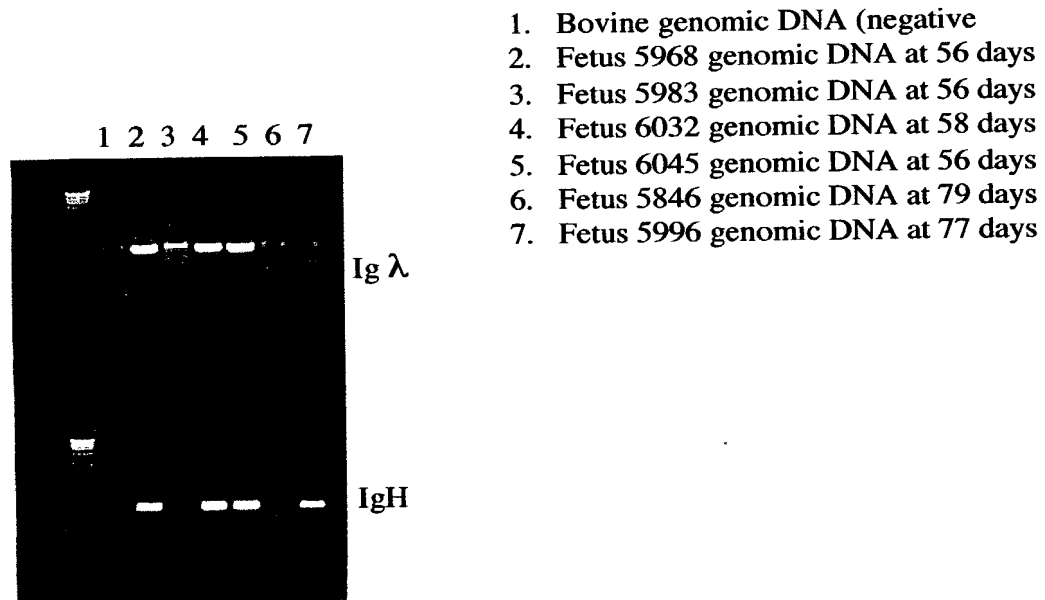 1. Bovine genomic DNA (negative
2. Fetus 5968 genomic DNA at 56 days
3. Fetus 5983 genomic DNA at 56 days
4. Fetus 6032 genomic DNA at 58 days
5. Fetus 6045 genomic DNA at 56 days
6. Fetus 5846 genomic DNA at 79 days
7. Fetus 5996 genomic DNA at 77 days
1 2 3 4 5 6 7
Ig λ
IgH